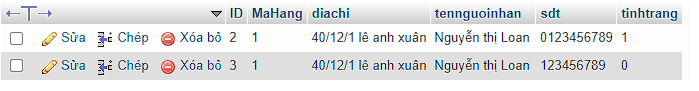 ID MaHang diachi tennguoinhan sdt tinhtrang
Sửa Chép Xóa bỏ 2 1 40/12/1 lê anh xuân Nguyễn thị Loan 0123456789 1
Sửa Chép Xóa bỏ 3 1 40/12/1 lê anh xuân Nguyễn thị Loan 123456789 0